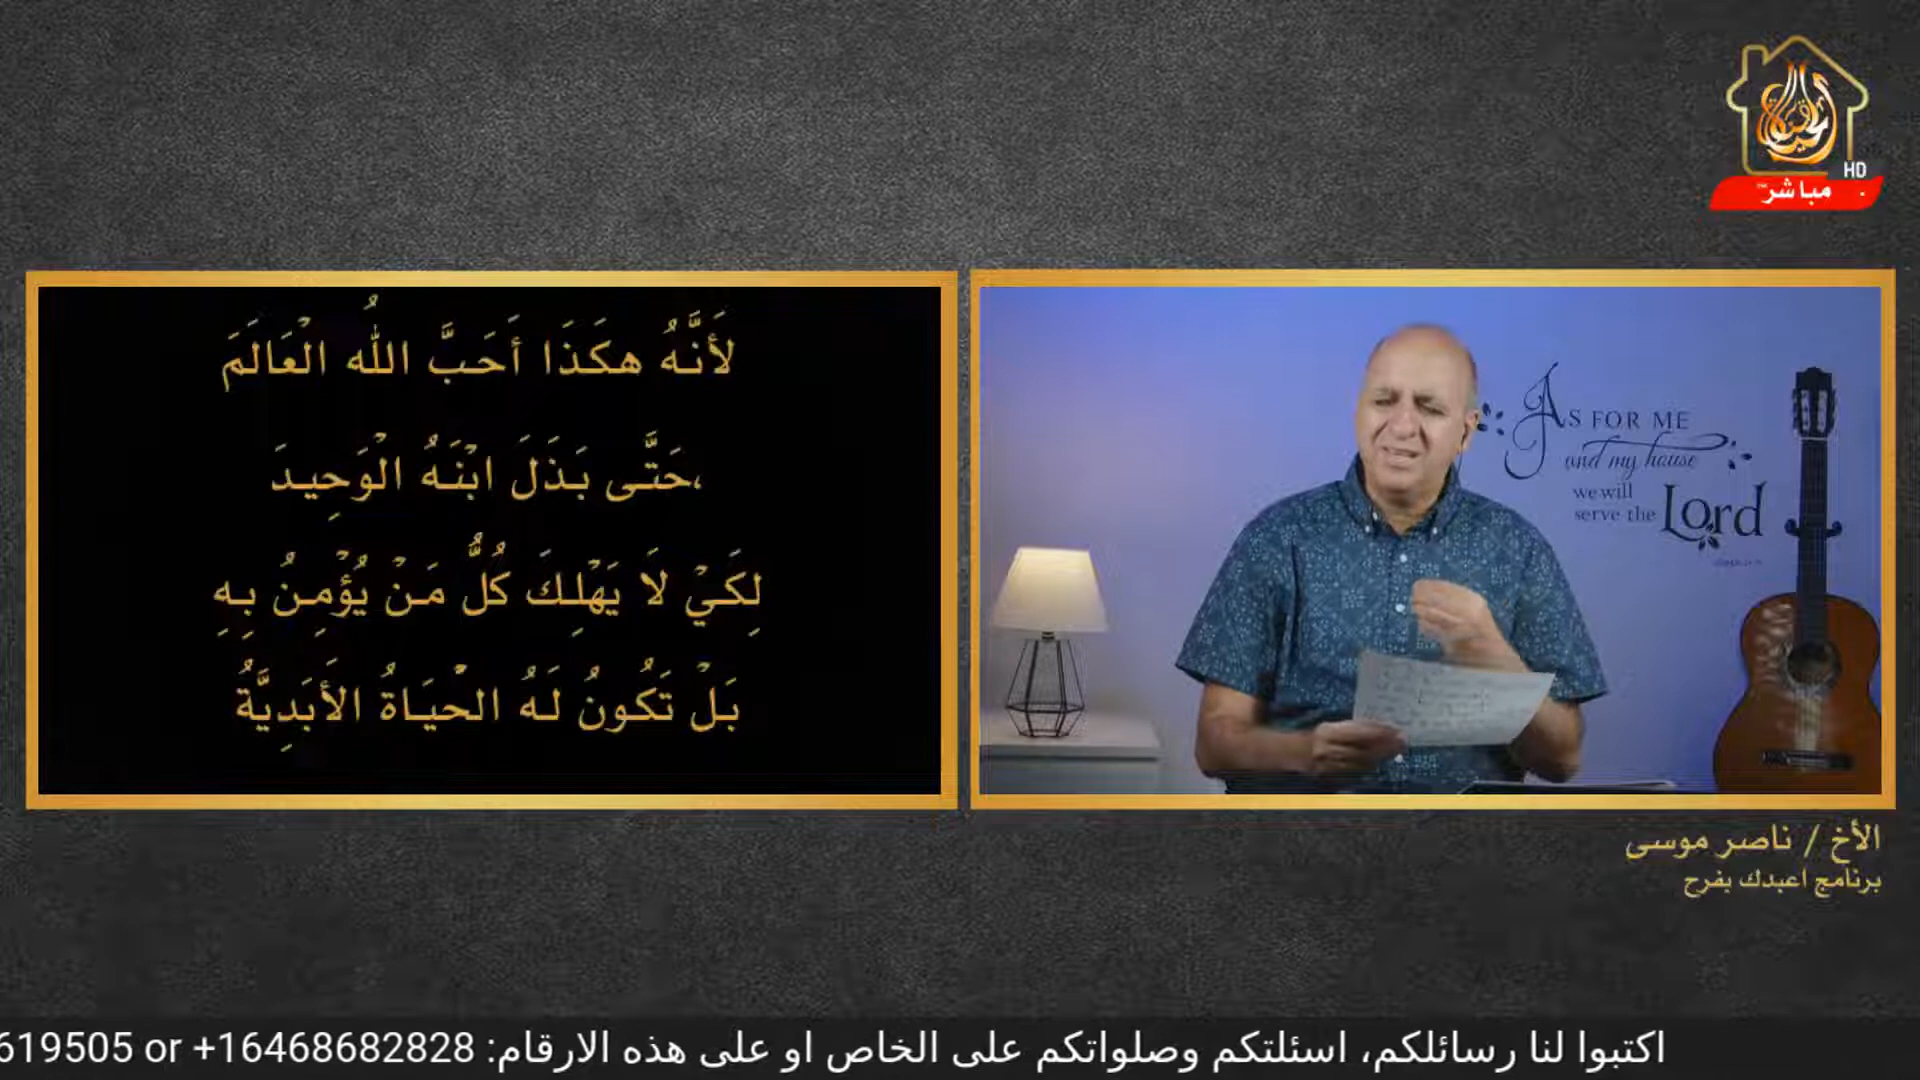 HD
مباشر
لَأَنَّهُ هكَذَا أَحَبَّ اللهُ الْعَالَمَ
حَتَّى بَذَلَ ابْنَهُ الْوَحِيدَ،
لِكَيْ لَا يَهْلِكَ كُلُّ مَنْ يُؤْمِنُ بِهِ
بَلْ تَكُونُ لَهُ الْحَيَاةُ الأَبَدِيَّةُ
AS FOR ME
and my house
we will
serve the Lord
الأخ / ناصر موسى
برنامج اعبدك بفرح
اكتبوا لنا رسائلكم، اسئلتكم وصلواتكم على الخاص او على هذه الارقام: 619505 or +16468682828